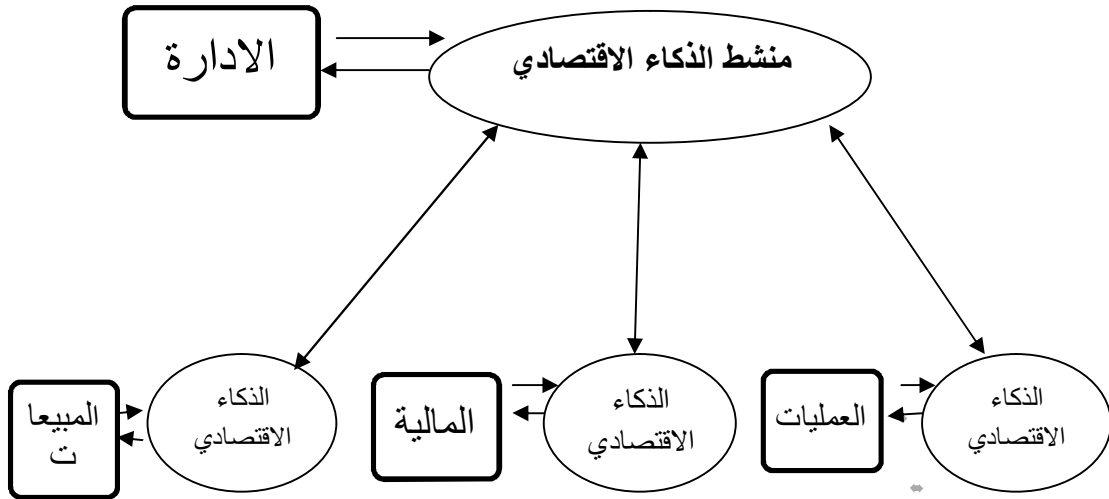 الادارة
منشط الذكاء الاقتصادي
العمليات
الذكاء
الاقتصادي
المالية
الذكاء
الاقتصادي
المبيعا
ت
الذكاء
الاقتصادي